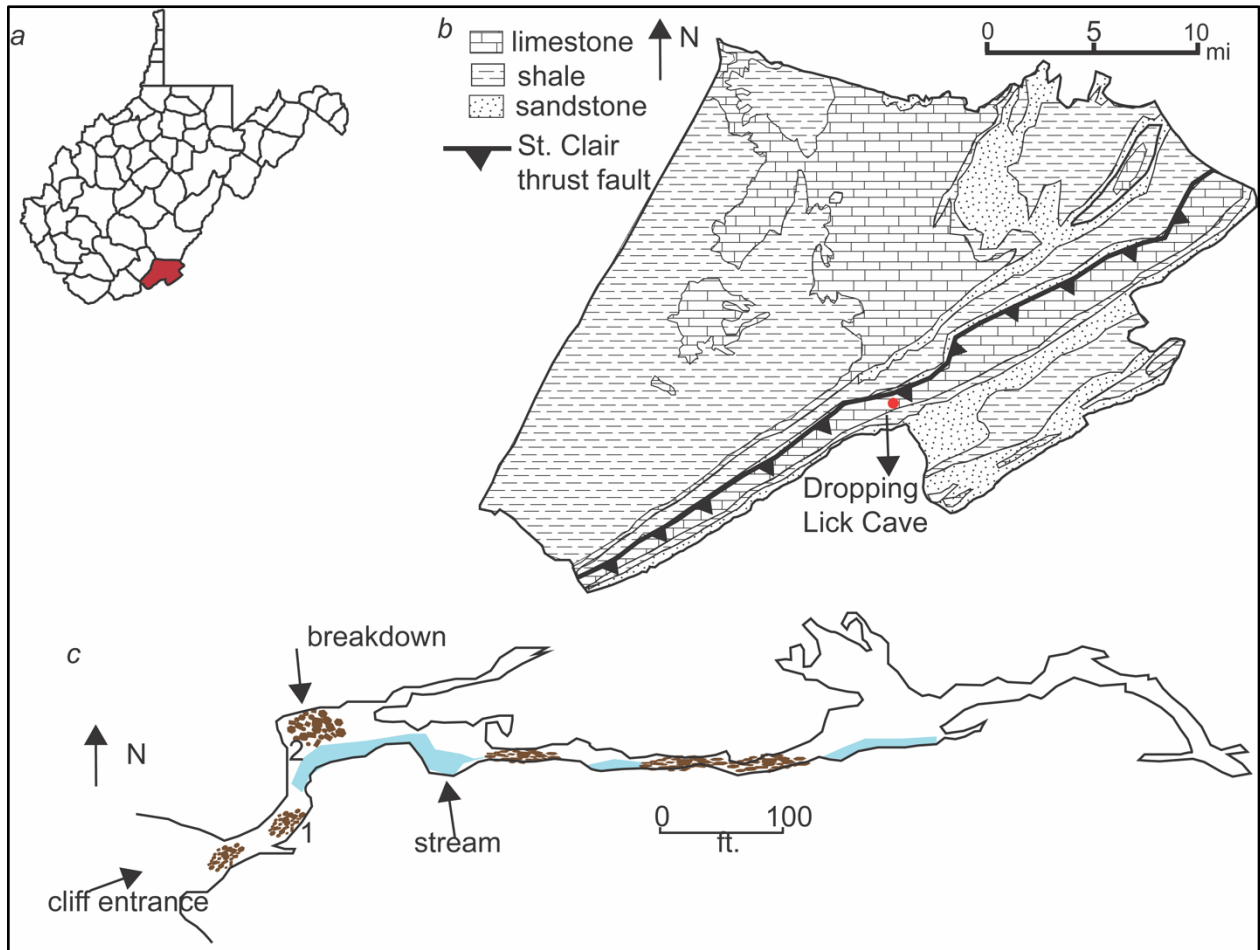 a
b
limestone
N
0 5 10
mi
shale
sandstone
St. Clair
thrust fault
Dropping
Lick Cave
c
breakdown
N
2
1
0 100
ft.
stream
cliff entrance